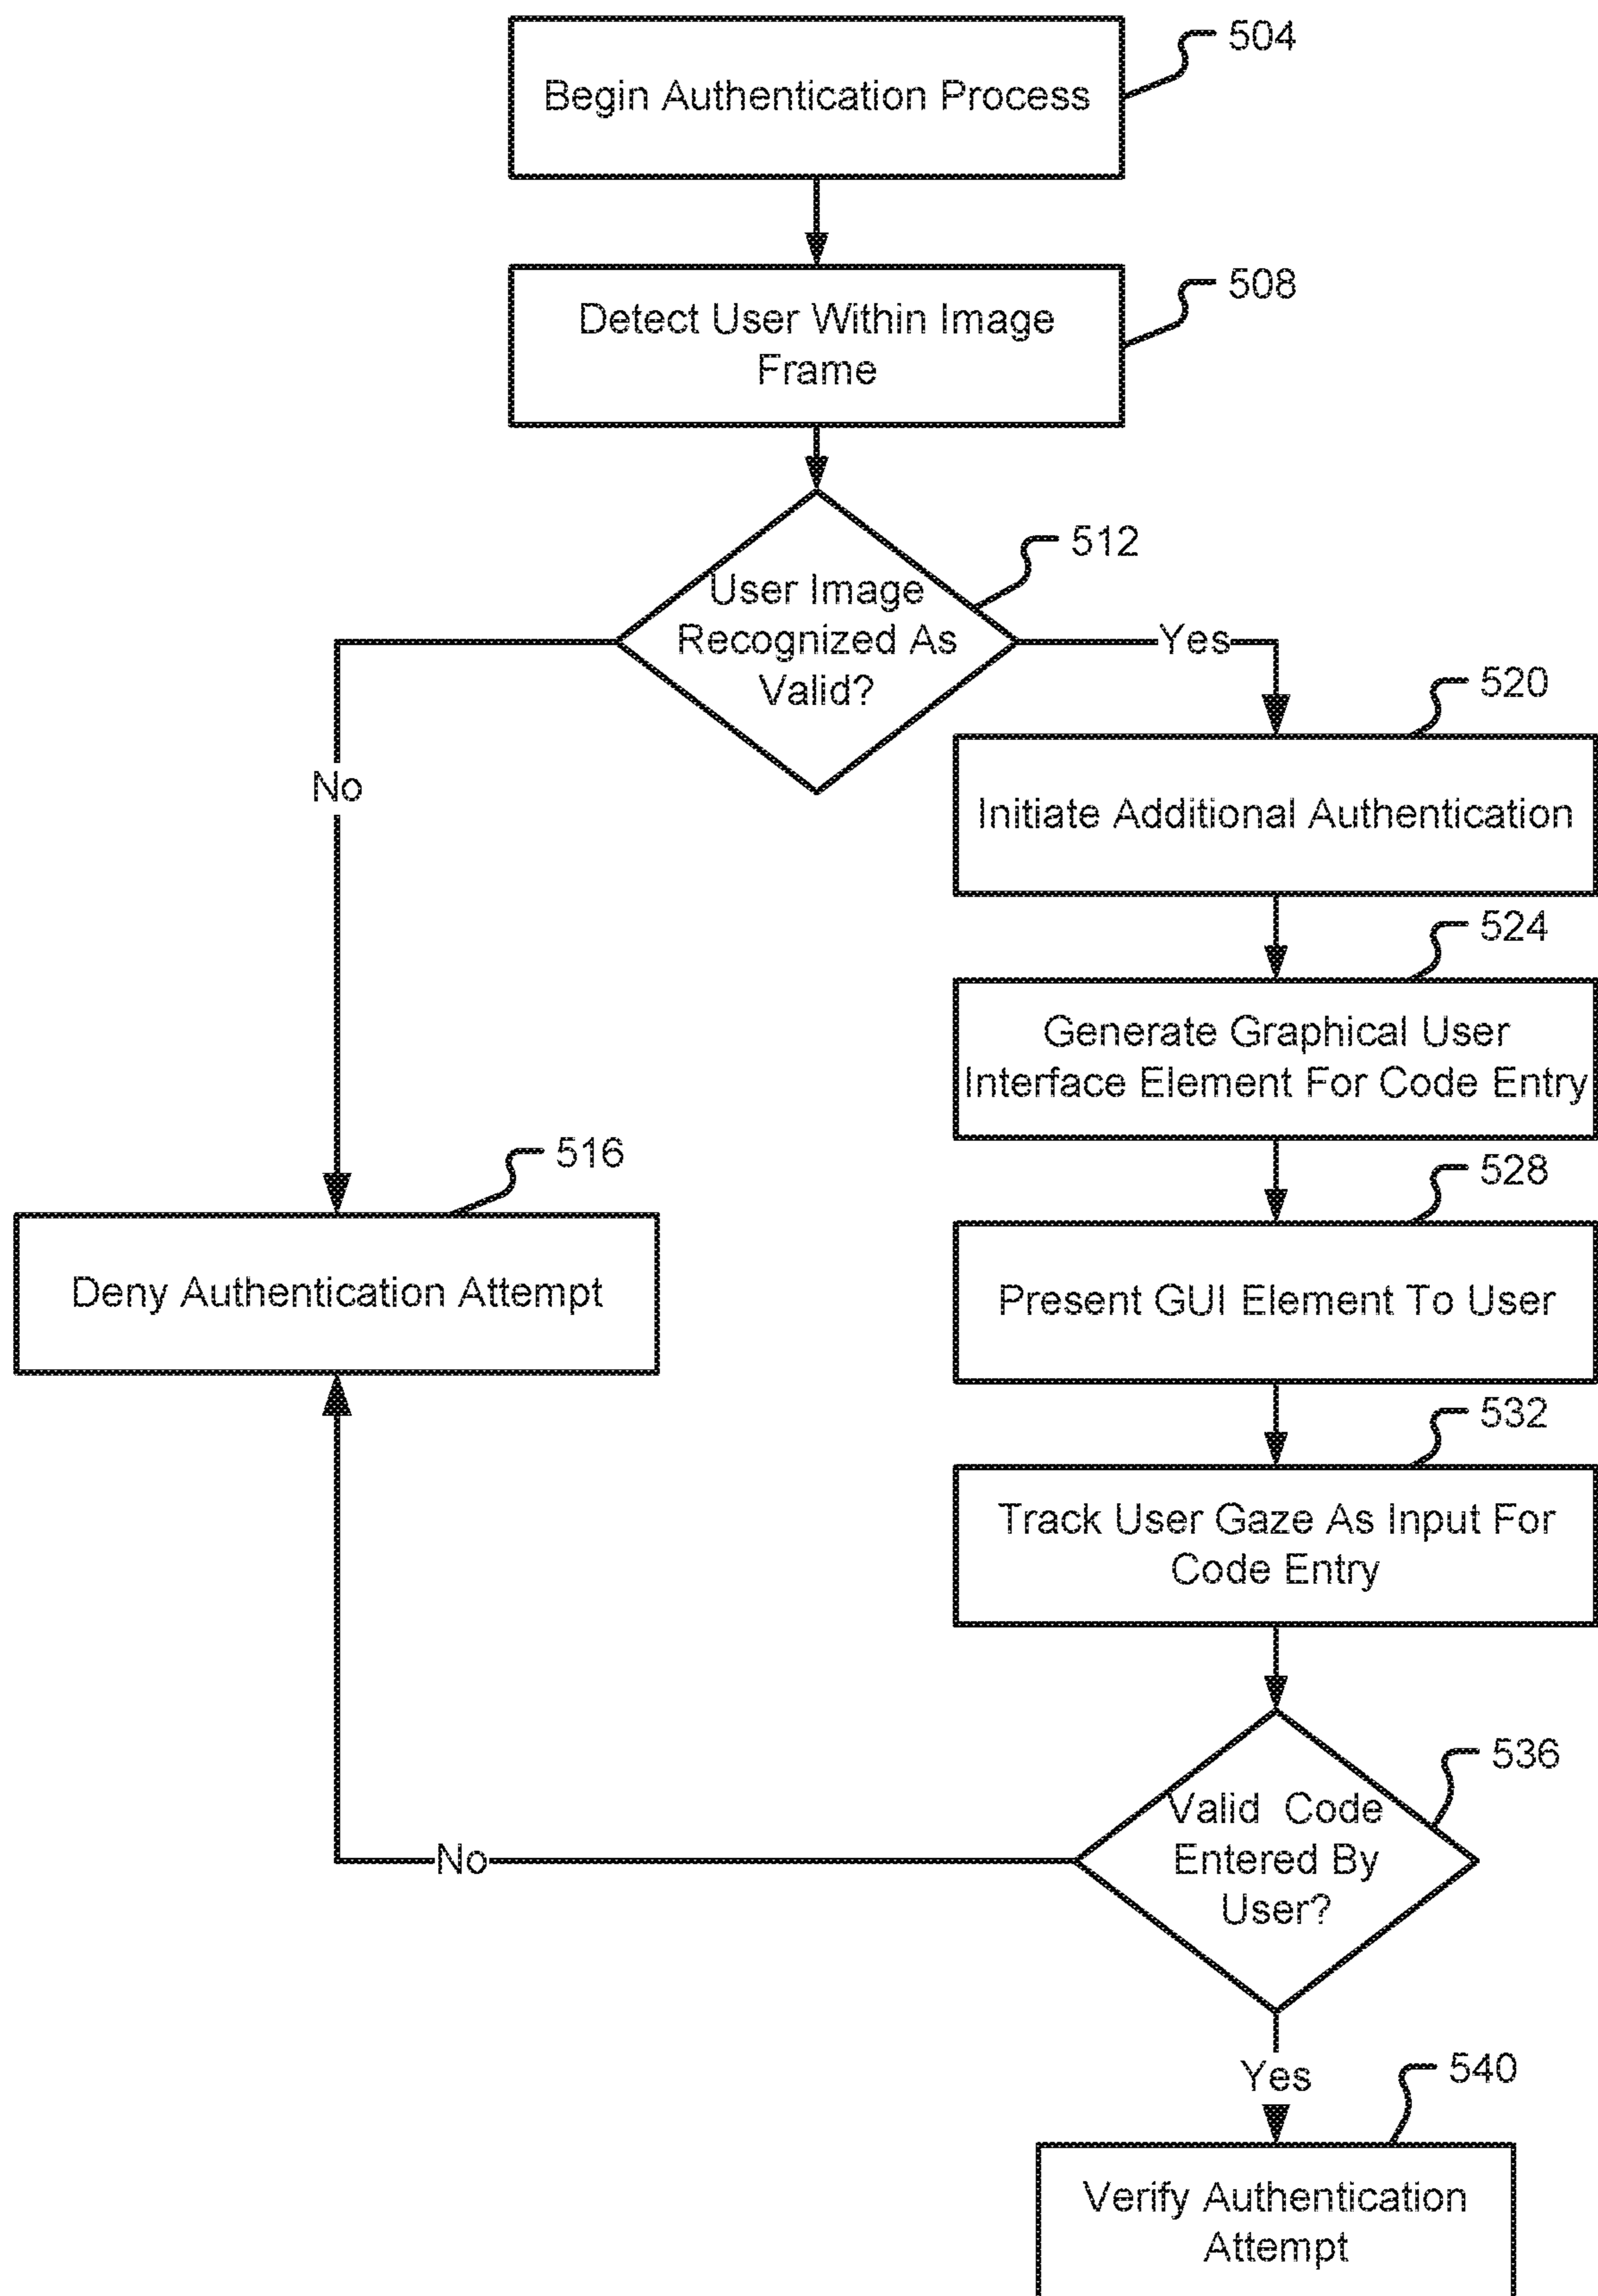 504
Begin Authentication Process
508
Detect User Within Image
Frame
512
User Image
Recognized As
Valid?
Yes
No
520
Initiate Additional Authentication
524
Generate Graphical User
Interface Element For Code Entry
516
Deny Authentication Attempt
528
Present GUI Element To User
532
Track User Gaze As Input For
Code Entry
536
Valid Code
Entered By
User?
No
Yes
540
Verify Authentication
Attempt